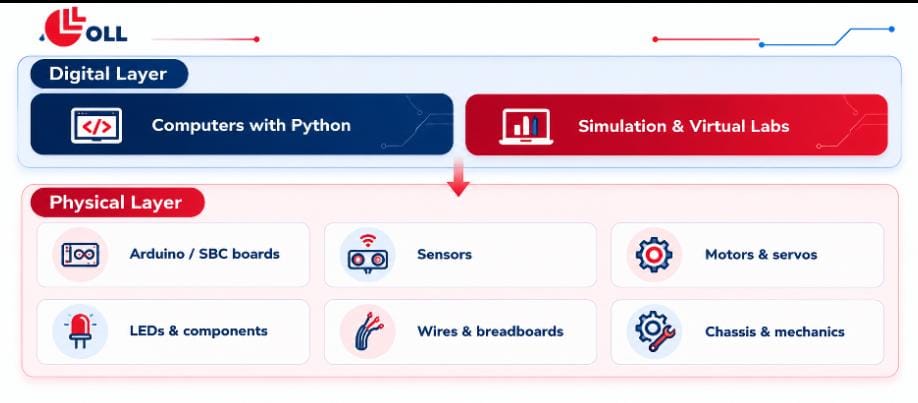 OLL
Digital Layer
</>
Computers with Python
Simulation & Virtual Labs
Physical Layer
Arduino / SBC boards
Sensors
Motors & servos
LEDs & components
Wires & breadboards
Chassis & mechanics